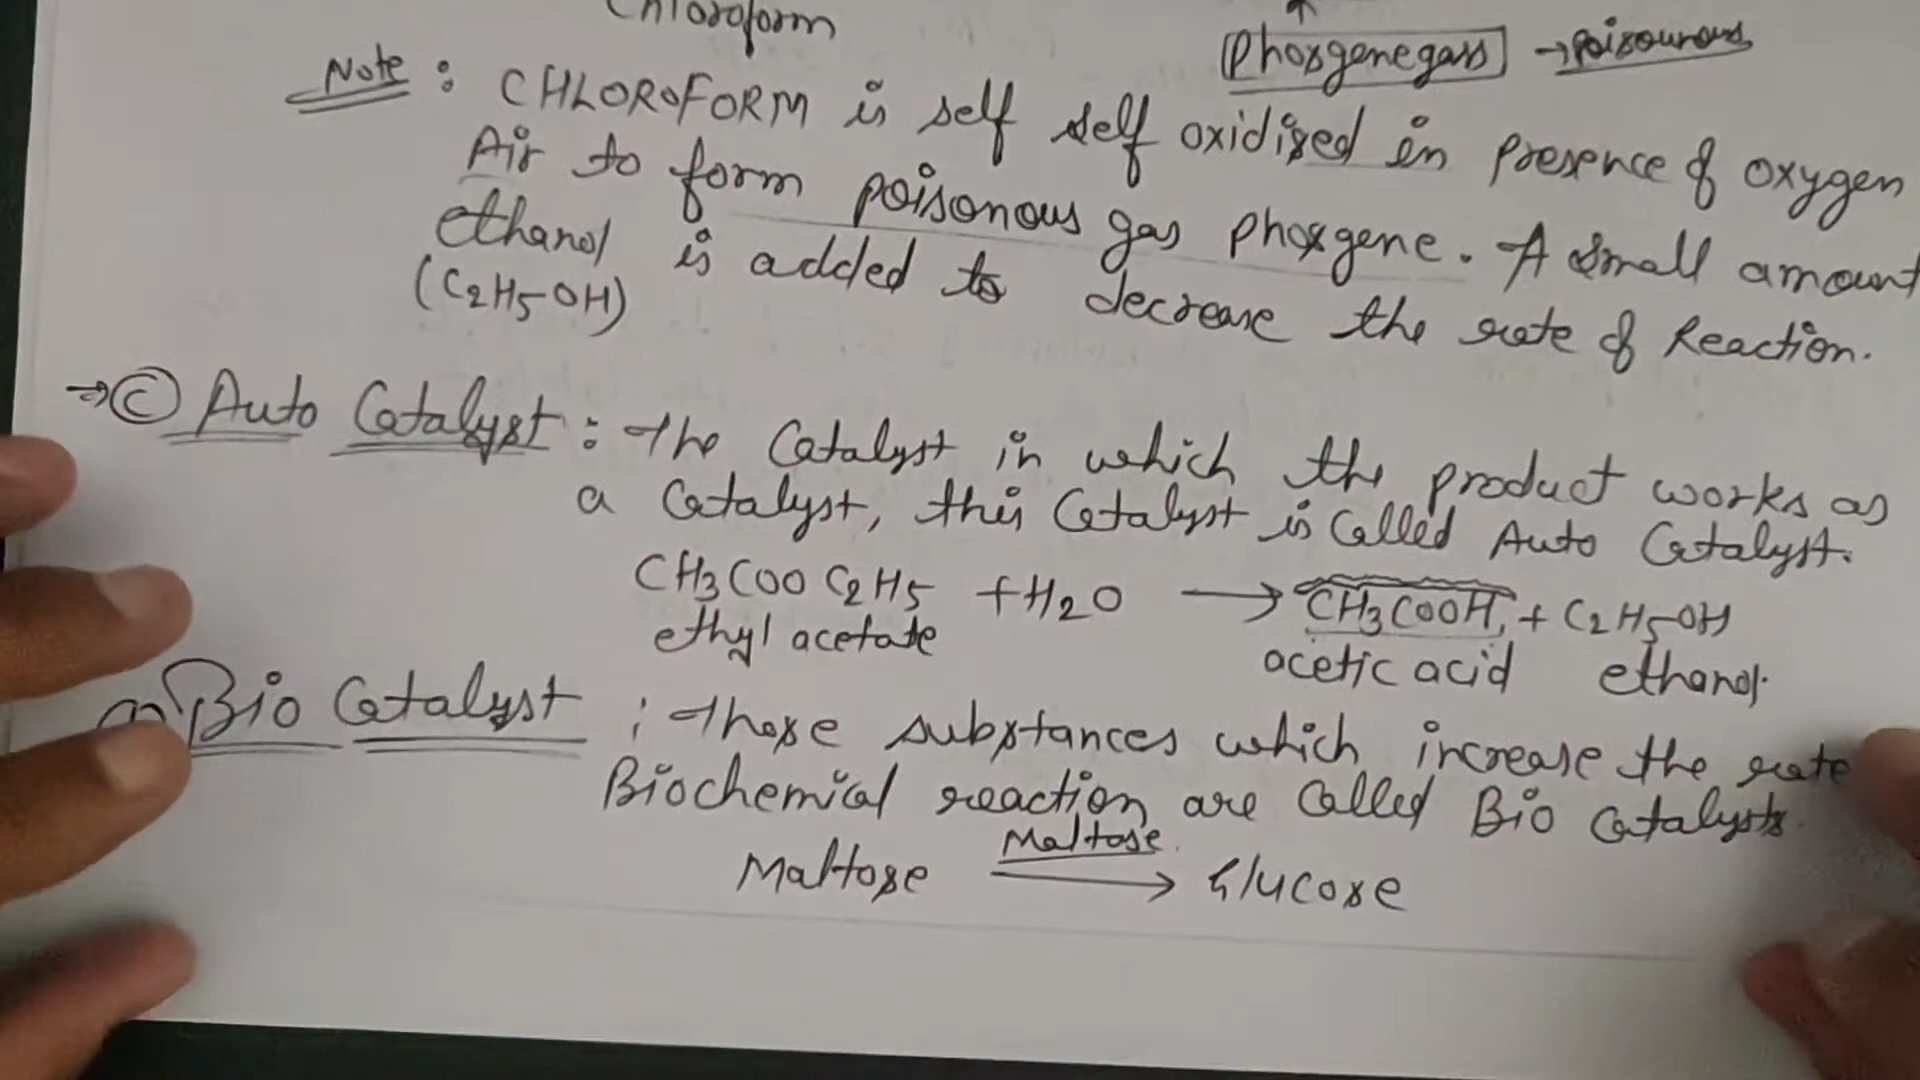 Chloroform
Phosgene gas → Poisounous
Note : CHLOROFORM is self self oxidised in presence of oxygen
Air to form poisonous gas phosgene. A small amount
ethanol is added to decrease the rate of Reaction.
(C2H5-OH)
→ (C) Auto Catalyst : The Catalyst in which the product works as
a Catalyst, this Catalyst is Called Auto Catalyst.
CH3COO C2H5 + H2O → CH3COOH + C2H5-OH
ethyl acetate acetic acid ethanol.
Bio Catalyst : Those substances which increase the rate
Biochemical reaction are Called Bio Catalysts.
Maltose
Maltose → Glucose